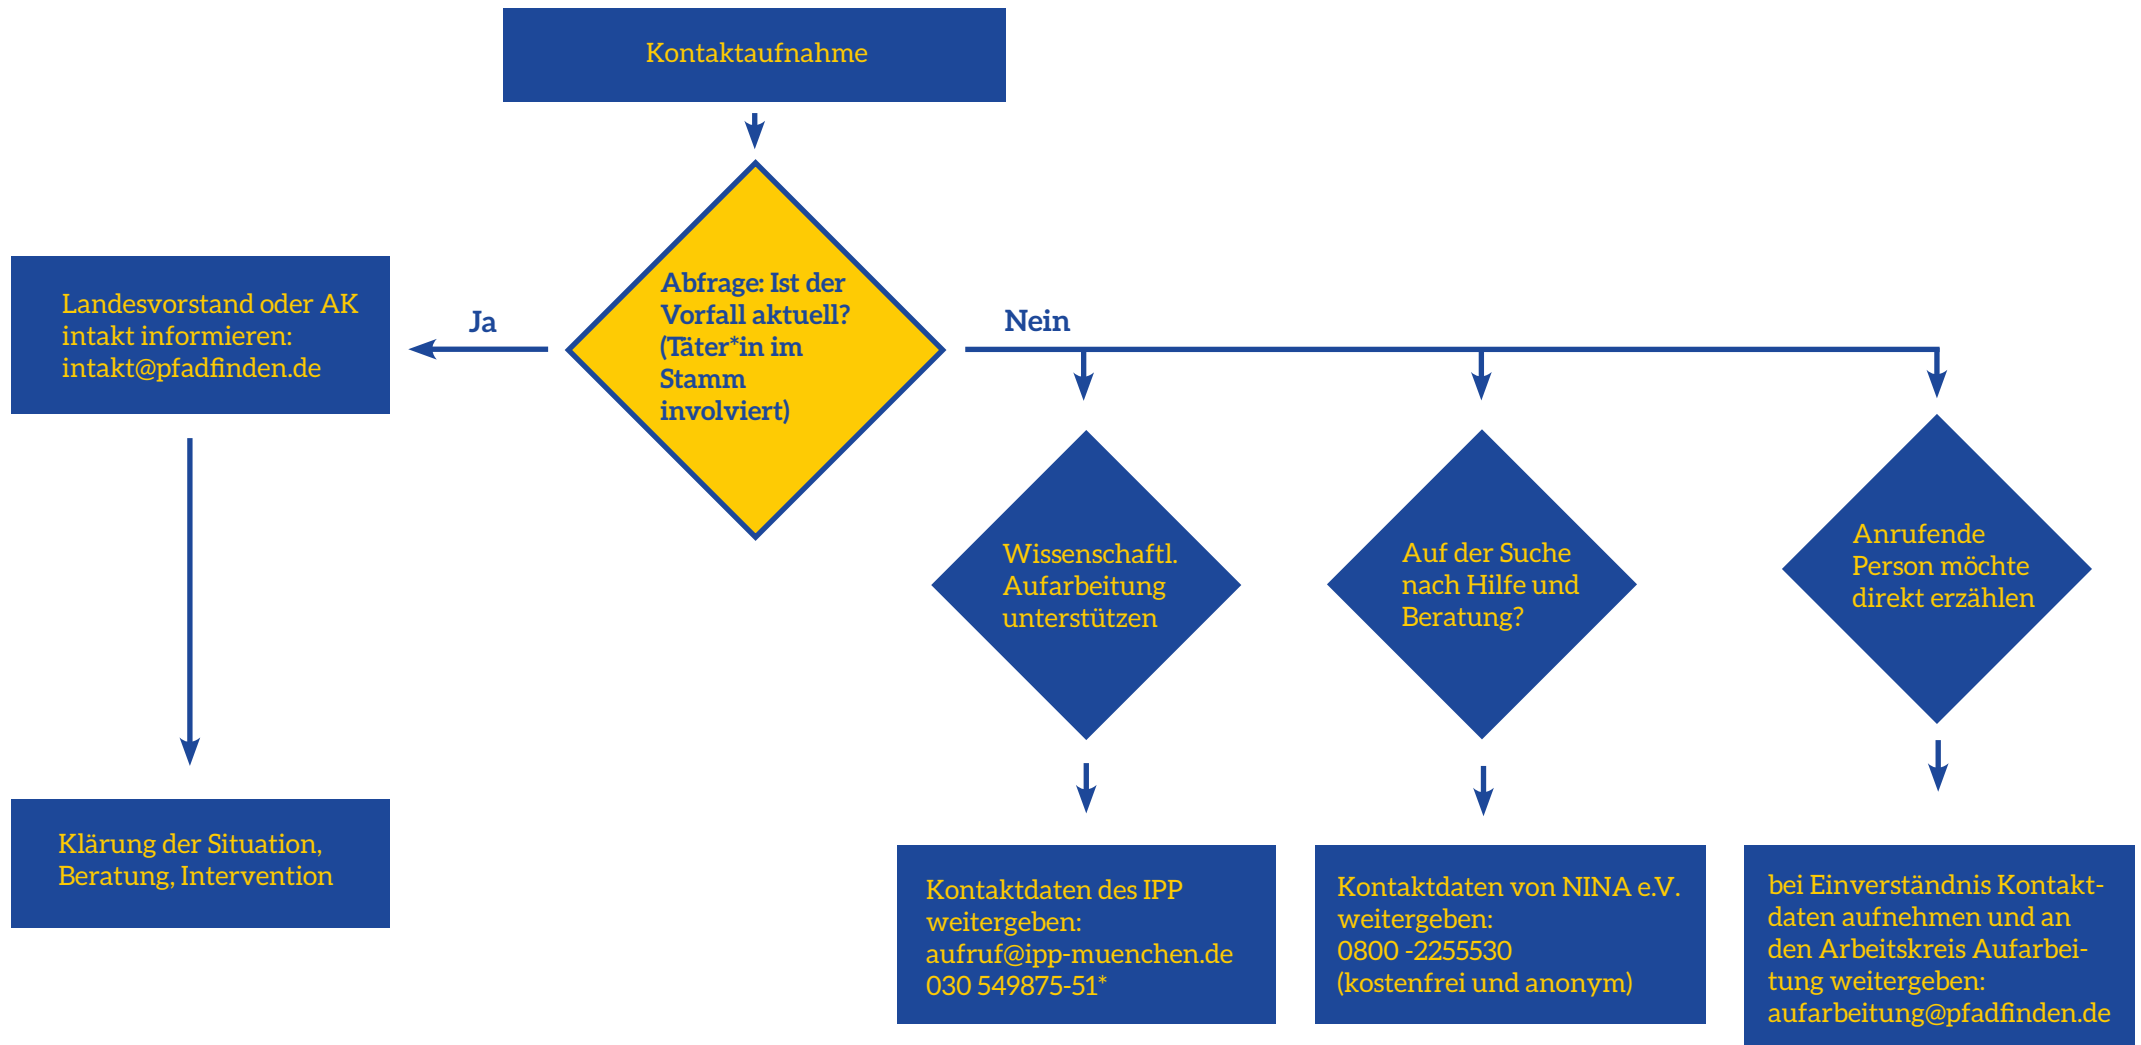 Kontaktaufnahme
Abfrage: Ist der
Vorfall aktuell?
(Täter*in im
Stamm
involviert)
Ja
Nein
Landesvorstand oder AK
intakt informieren:
intakt@pfadfinden.de
Klärung der Situation,
Beratung, Intervention
Wissenschaftl.
Aufarbeitung
unterstützen
Auf der Suche
nach Hilfe und
Beratung?
Anrufende
Person möchte
direkt erzählen
Kontaktdaten des IPP
weitergeben:
aufruf@ipp-muenchen.de
030 549875-51*
Kontaktdaten von NINA e.V.
weitergeben:
0800 -2255530
(kostenfrei und anonym)
bei Einverständnis Kontakt-
daten aufnehmen und an
den Arbeitskreis Aufarbei-
tung weitergeben:
aufarbeitung@pfadfinden.de